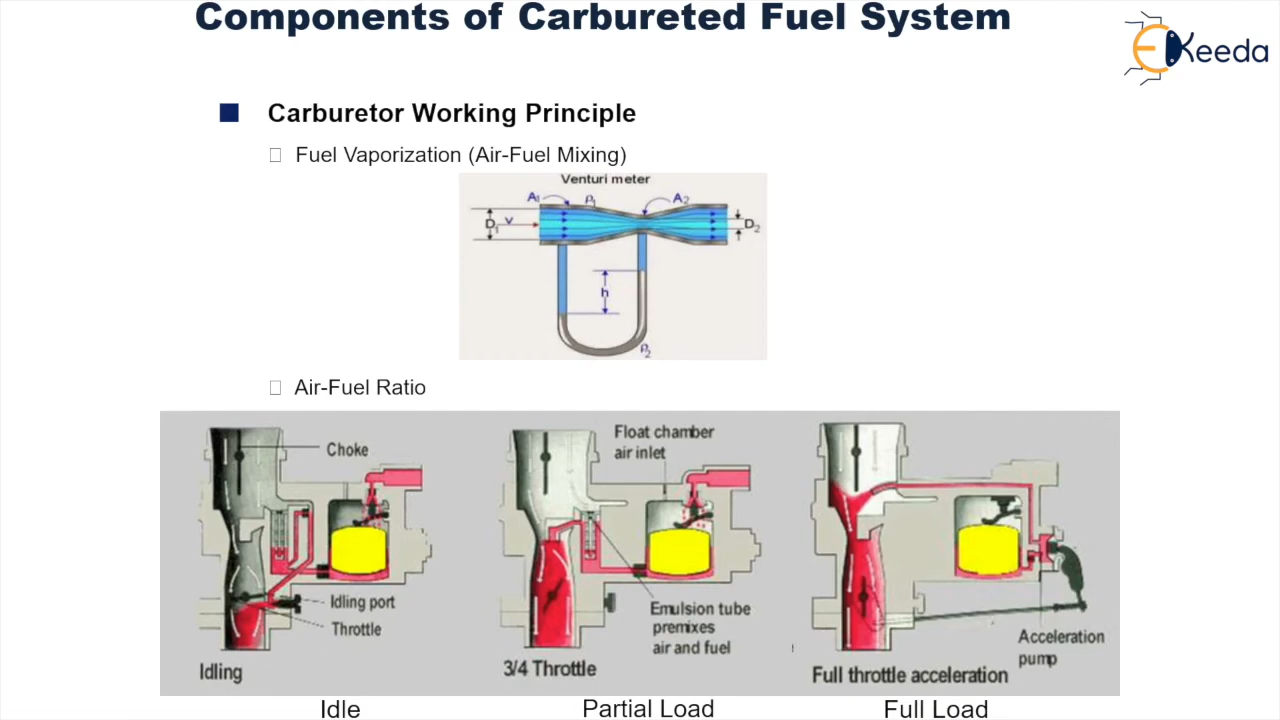 Components of Carbureted Fuel System
EKeeda
Carburetor Working Principle
Fuel Vaporization (Air-Fuel Mixing)
Venturi meter
A1 ρ1 A2
D1 v D2
h
ρ2
Air-Fuel Ratio
Choke
Idling port
Throttle
Idling
Float chamber
air inlet
Emulsion tube
premixes
air and fuel
3/4 Throttle
Acceleration
pump
Full throttle acceleration
Idle
Partial Load
Full Load